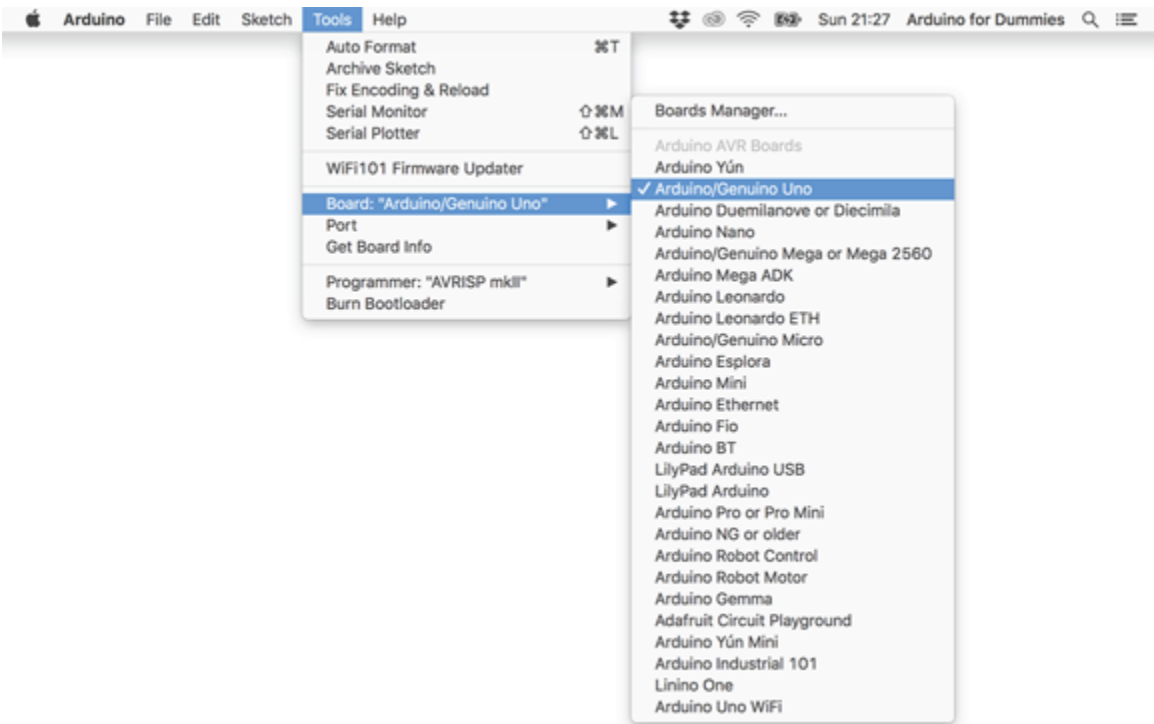 Arduino File Edit Sketch Tools Help Sun 21:27 Arduino for Dummies
Auto Format ⌘T
Archive Sketch
Fix Encoding & Reload
Serial Monitor ⇧⌘M
Serial Plotter ⇧⌘L
WiFi101 Firmware Updater
Board: "Arduino/Genuino Uno"
Port
Get Board Info
Programmer: "AVRISP mkII"
Burn Bootloader
Boards Manager...
Arduino AVR Boards
Arduino Yún
✓ Arduino/Genuino Uno
Arduino Duemilanove or Diecimila
Arduino Nano
Arduino/Genuino Mega or Mega 2560
Arduino Mega ADK
Arduino Leonardo
Arduino Leonardo ETH
Arduino/Genuino Micro
Arduino Esplora
Arduino Mini
Arduino Ethernet
Arduino Fio
Arduino BT
LilyPad Arduino USB
LilyPad Arduino
Arduino Pro or Pro Mini
Arduino NG or older
Arduino Robot Control
Arduino Robot Motor
Arduino Gemma
Adafruit Circuit Playground
Arduino Yún Mini
Arduino Industrial 101
Linino One
Arduino Uno WiFi